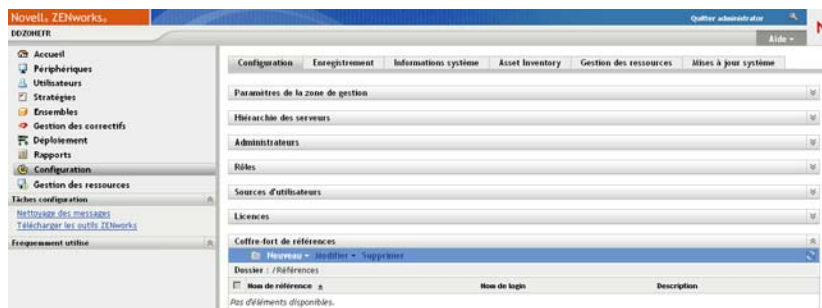 Novell® ZENworks®
Quitter administrator
DDZOHEFR
Aide
Accueil
Périphériques
Utilisateurs
Stratégies
Ensembles
Gestion des correctifs
Déploiement
Rapports
Configuration
Gestion des ressources
Tâches configuration
Nettoyage des messages
Télécharger les outils ZENworks
Fréquemment utilisé
Configuration Enregistrement Informations système Asset Inventory Gestion des ressources Mises à jour système
Paramètres de la zone de gestion
Hiérarchie des serveurs
Administrateurs
Rôles
Sources d'utilisateurs
Licences
Coffre-fort de références
Nouveau Modifier Supprimer
Dossier : /Références
Nom de référence Nom de login Description
Pas d'éléments disponibles.